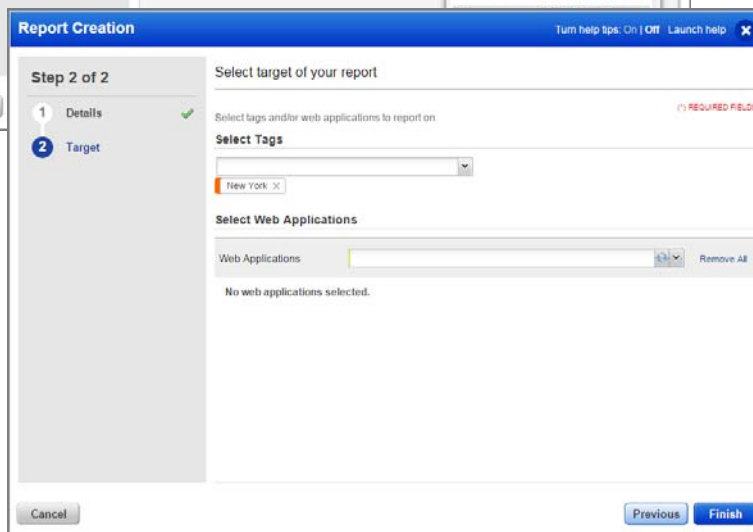 Report Creation
Turn help tips: On | Off Launch help
Step 2 of 2
1 Details
2 Target
Select target of your report
(*) REQUIRED FIELDS
Select tags and/or web applications to report on
Select Tags
New York
Select Web Applications
Web Applications
Remove All
No web applications selected.
Cancel
Previous
Finish